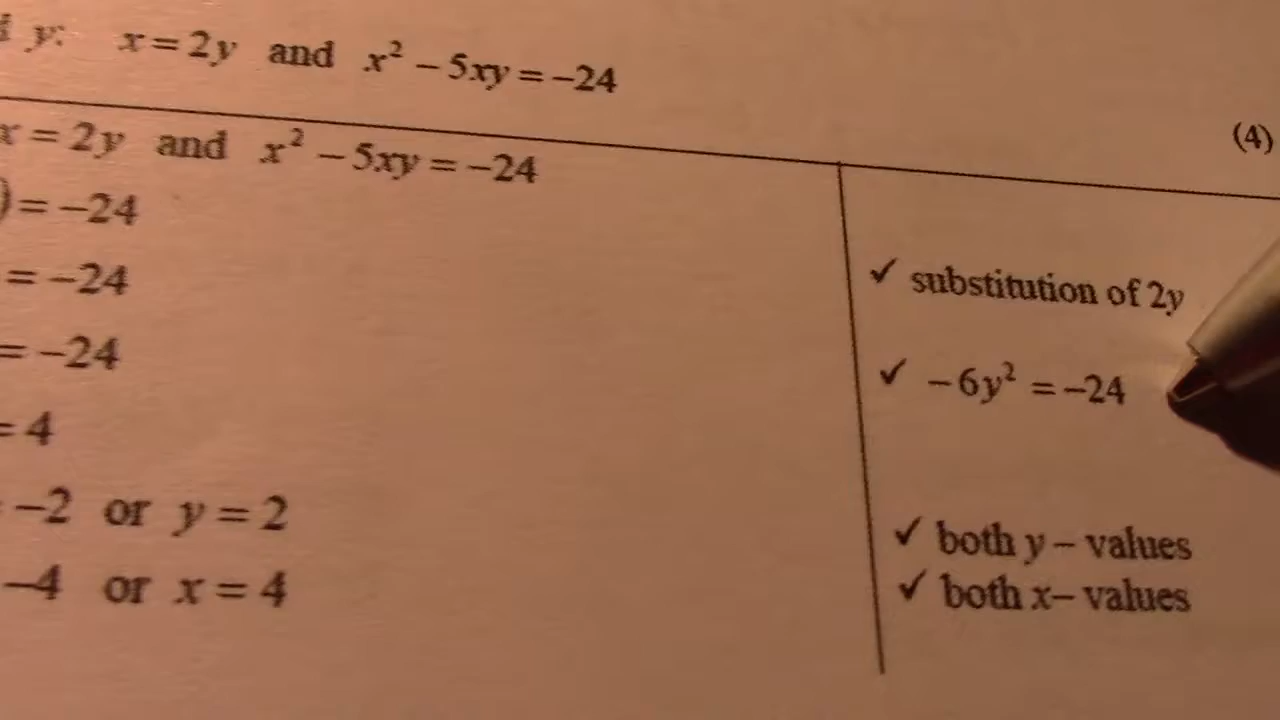 y: x = 2y and x² – 5xy = –24
(4)
x = 2y and x² – 5xy = –24
) = –24
= –24
= –24
= 4
–2 or y = 2
–4 or x = 4
✓ substitution of 2y
✓ –6y² = –24
✓ both y – values
✓ both x– values